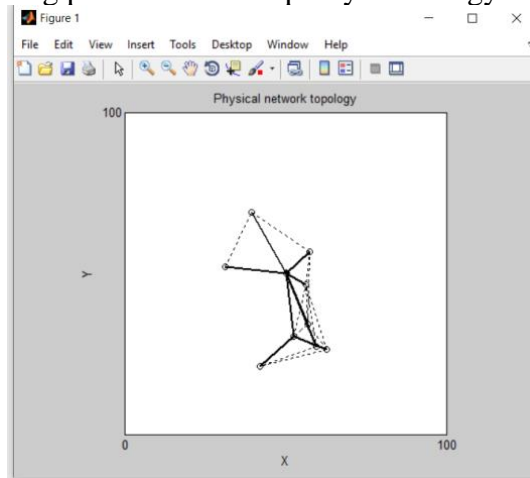 Figure 1
File Edit View Insert Tools Desktop Window Help
Physical network topology
100
Y
0
100
X